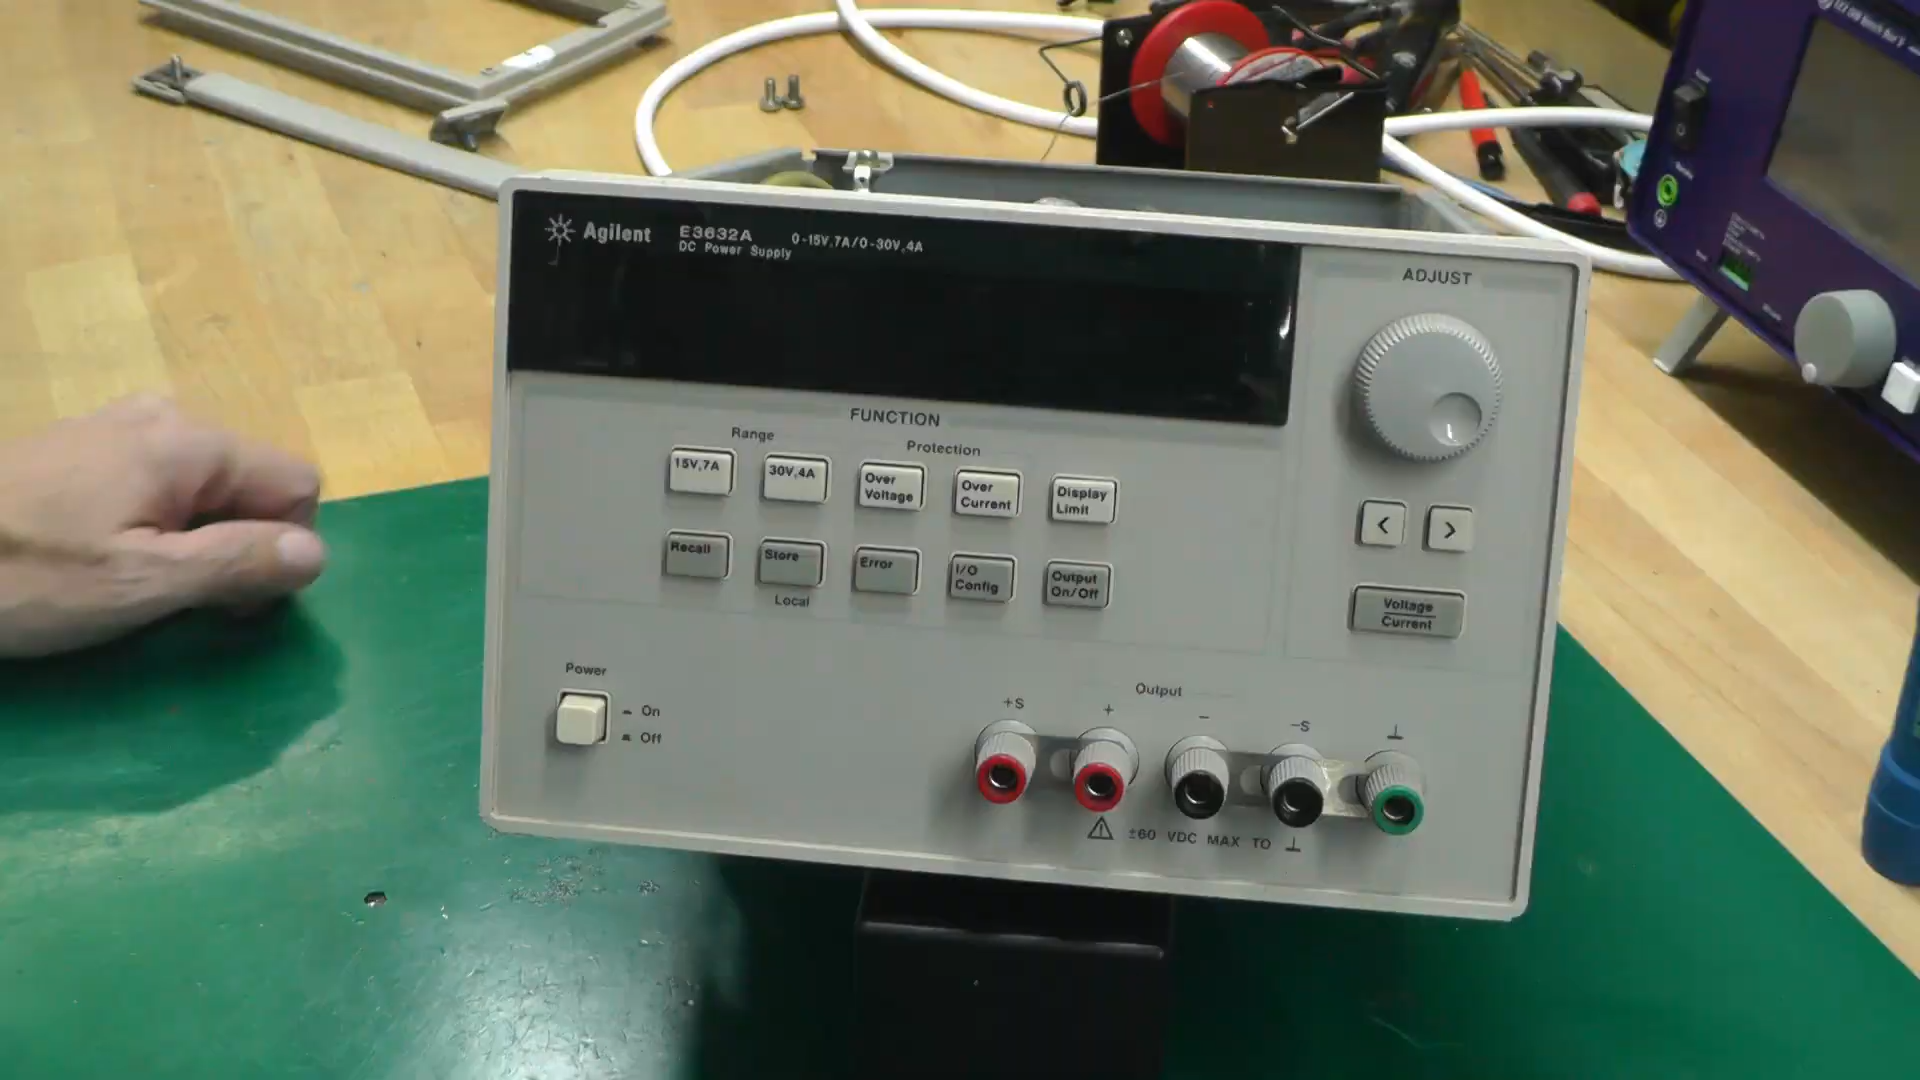 Agilent
E3632A
DC Power Supply
0-15V,7A/0-30V,4A
ADJUST
FUNCTION
Range
Protection
15V,7A
30V,4A
Over
Voltage
Over
Current
Display
Limit
<
>
Recall
Store
Error
I/O
Config
Output
On/Off
Voltage
Current
Local
Power
On
Off
Output
+S
+
-
-S
⊥
⚠ ±60 VDC MAX TO ⊥